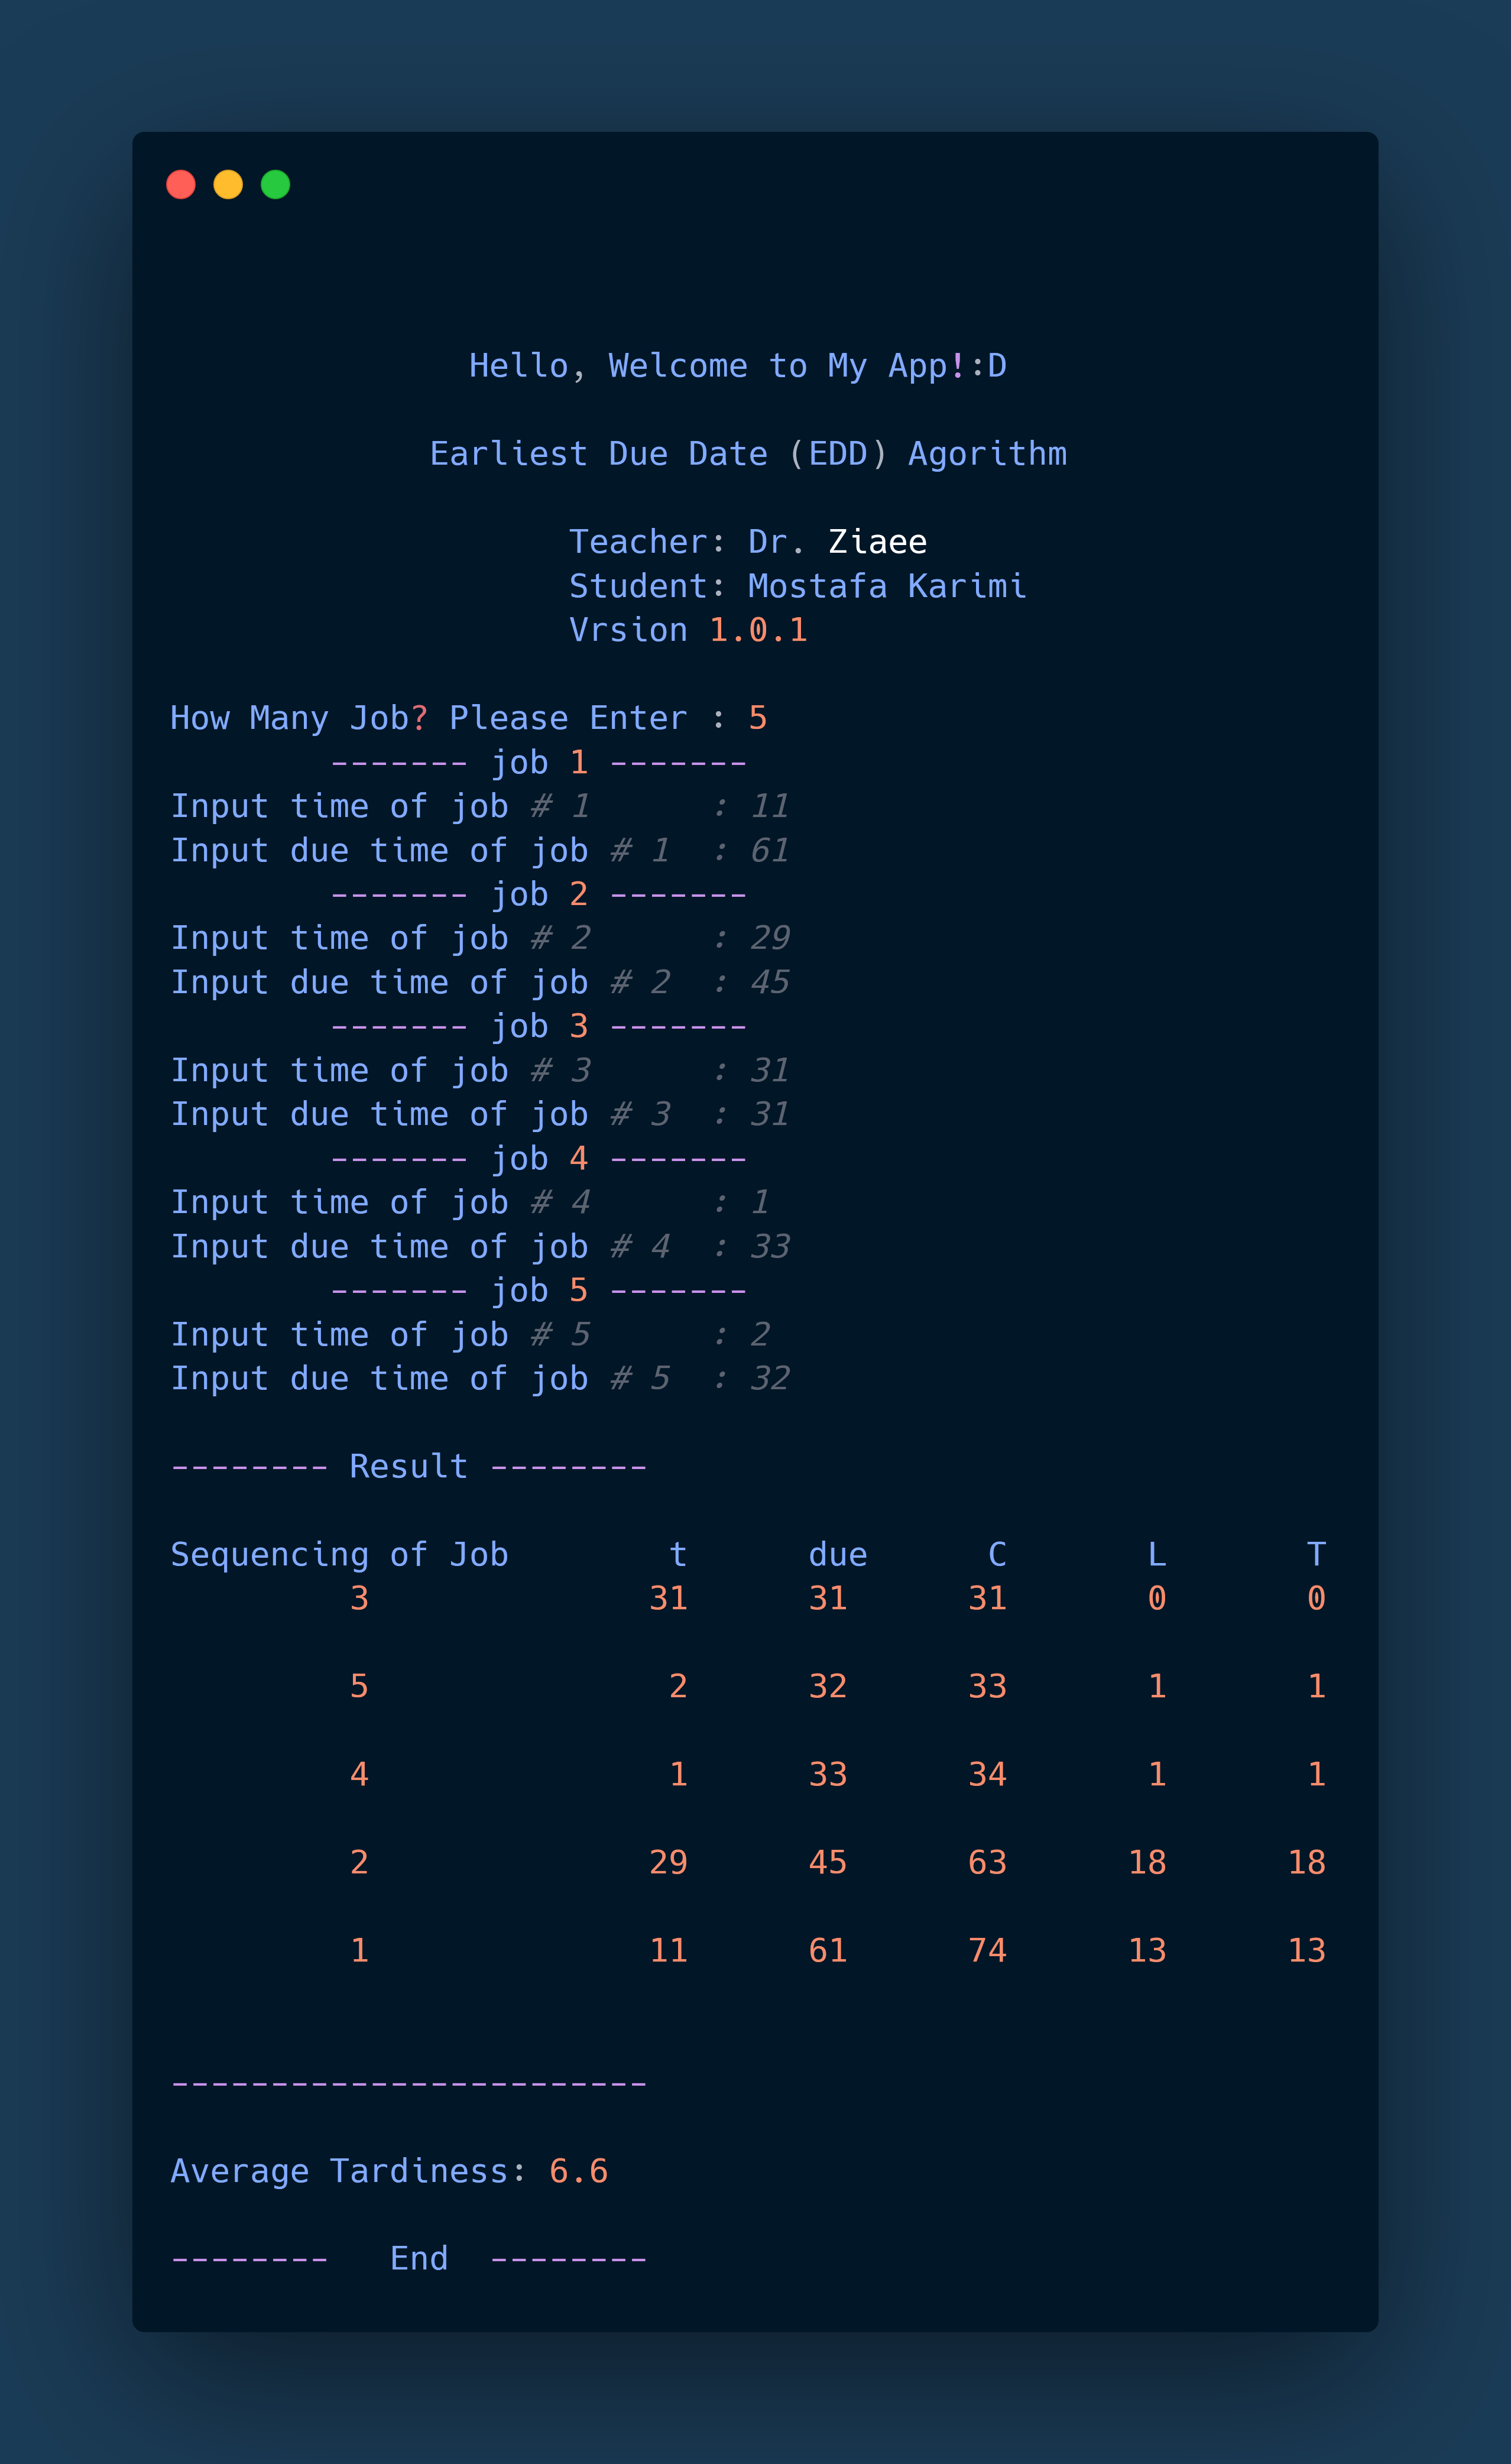 Hello, Welcome to My App!:D
Earliest Due Date (EDD) Agorithm
Teacher: Dr. Ziaee
Student: Mostafa Karimi
Vrsion 1.0.1
How Many Job? Please Enter : 5
------- job 1 -------
Input time of job # 1      : 11
Input due time of job # 1  : 61
------- job 2 -------
Input time of job # 2      : 29
Input due time of job # 2  : 45
------- job 3 -------
Input time of job # 3      : 31
Input due time of job # 3  : 31
------- job 4 -------
Input time of job # 4      : 1
Input due time of job # 4  : 33
------- job 5 -------
Input time of job # 5      : 2
Input due time of job # 5  : 32
-------- Result --------
Sequencing of Job        t      due      C       L       T
3              31      31      31       0       0
5               2      32      33       1       1
4               1      33      34       1       1
2              29      45      63      18      18
1              11      61      74      13      13
------------------------
Average Tardiness: 6.6
--------   End  --------